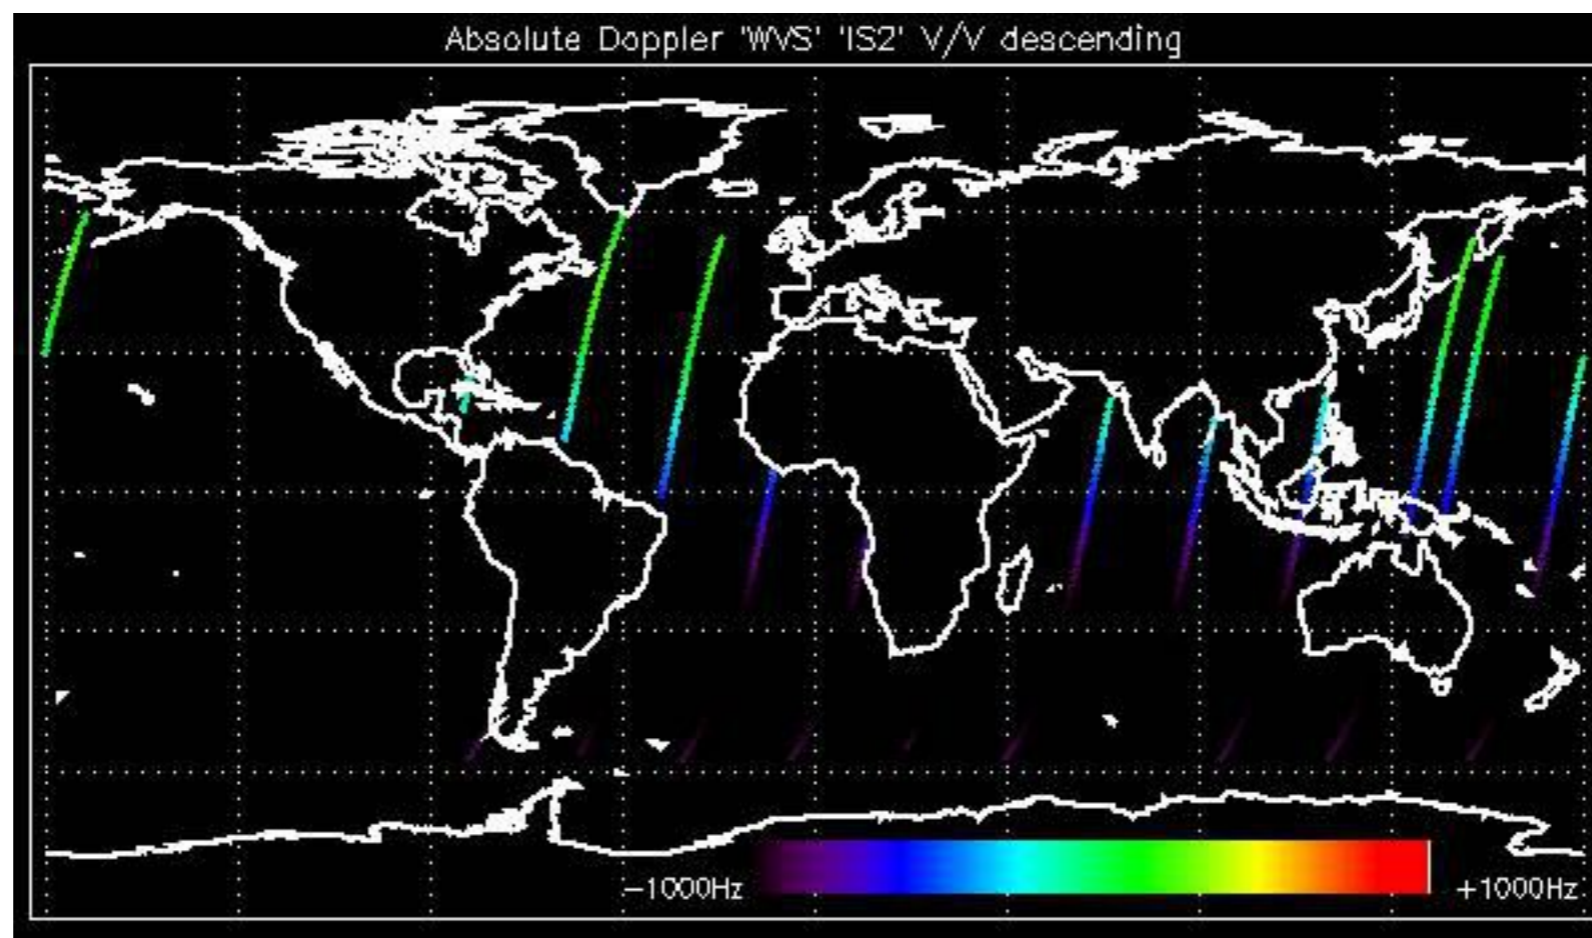 Absolute Doppler 'WVS' 'IS2' V/V descending
-1000Hz +1000Hz